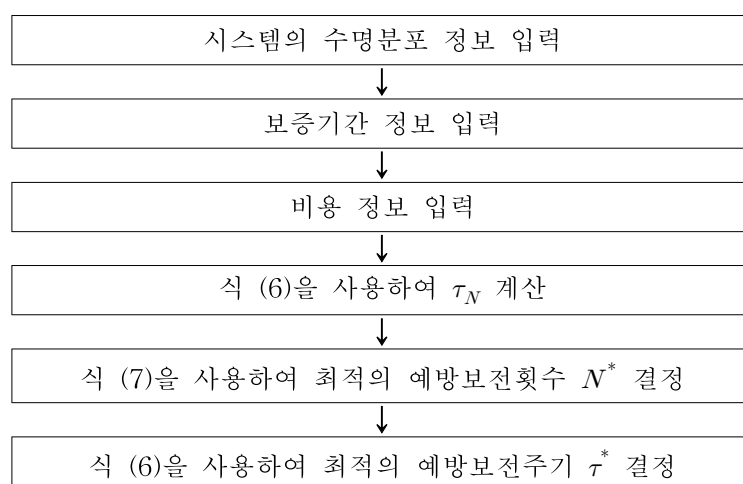 시스템의 수명분포 정보 입력
보증기간 정보 입력
비용 정보 입력
식 (6)을 사용하여 τ_N 계산
식 (7)을 사용하여 최적의 예방보전횟수 N* 결정
식 (6)을 사용하여 최적의 예방보전주기 τ* 결정